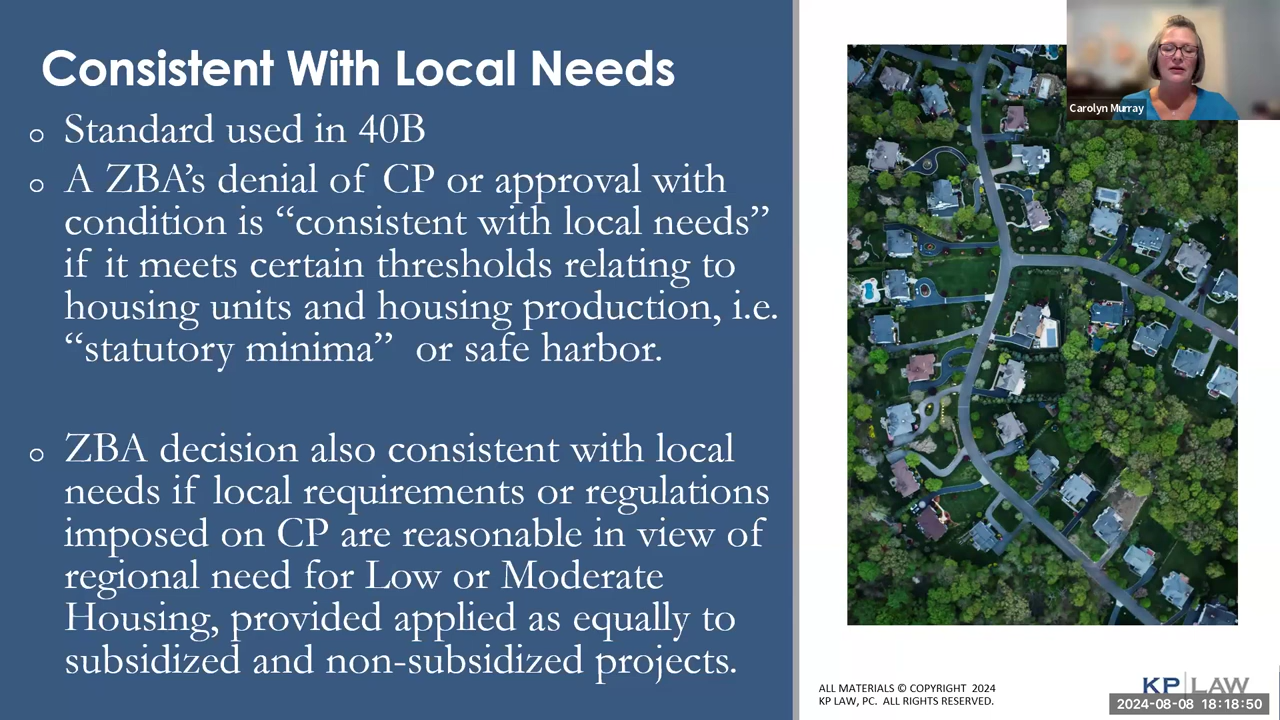 Consistent With Local Needs
o Standard used in 40B
o A ZBA’s denial of CP or approval with
condition is “consistent with local needs”
if it meets certain thresholds relating to
housing units and housing production, i.e.
“statutory minima” or safe harbor.
o ZBA decision also consistent with local
needs if local requirements or regulations
imposed on CP are reasonable in view of
regional need for Low or Moderate
Housing, provided applied as equally to
subsidized and non-subsidized projects.
Carolyn Murray
ALL MATERIALS © COPYRIGHT 2024
KP LAW, PC. ALL RIGHTS RESERVED.
KP|LAW
2024-08-08 18:18:50